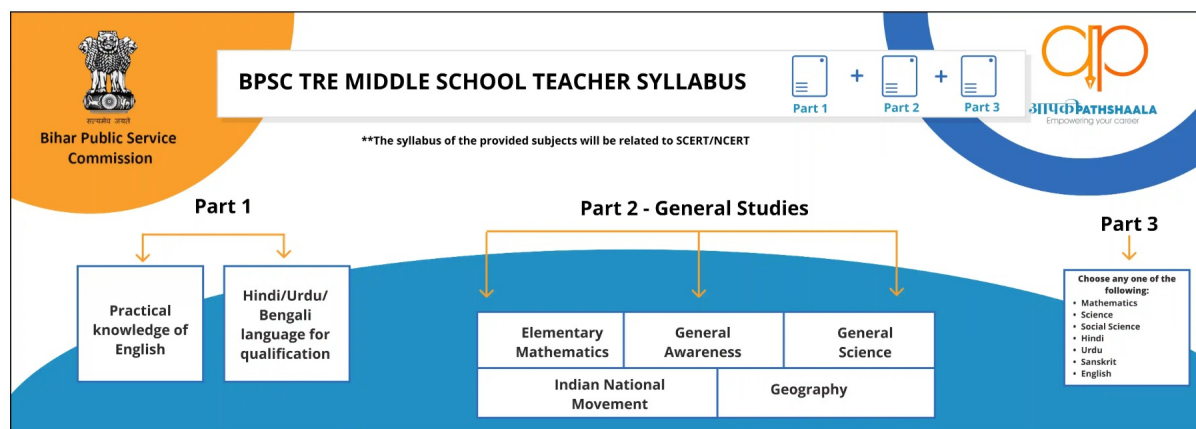 सत्यमेव जयते
Bihar Public Service
Commission
BPSC TRE MIDDLE SCHOOL TEACHER SYLLABUS
Part 1
+
Part 2
+
Part 3
ap
आपकीPATHSHAALA
Empowering your career
**The syllabus of the provided subjects will be related to SCERT/NCERT
Part 1
Practical
knowledge of
English
Hindi/Urdu/
Bengali
language for
qualification
Part 2 - General Studies
Elementary
Mathematics
General
Awareness
General
Science
Indian National
Movement
Geography
Part 3
Choose any one of the
following:
• Mathematics
• Science
• Social Science
• Hindi
• Urdu
• Sanskrit
• English